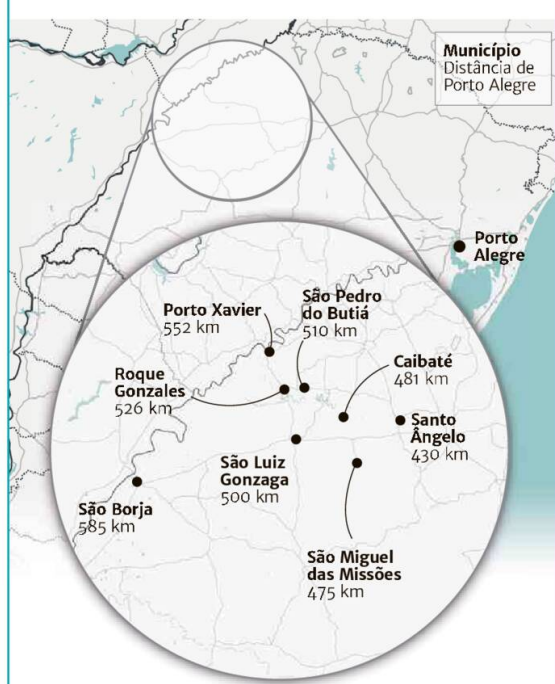 Município
Distância de
Porto Alegre
Porto
Alegre
São Pedro
do Butiá
510 km
Porto Xavier
552 km
Caibaté
481 km
Roque
Gonzales
526 km
Santo
Ângelo
430 km
São Luiz
Gonzaga
500 km
São Borja
585 km
São Miguel
das Missões
475 km